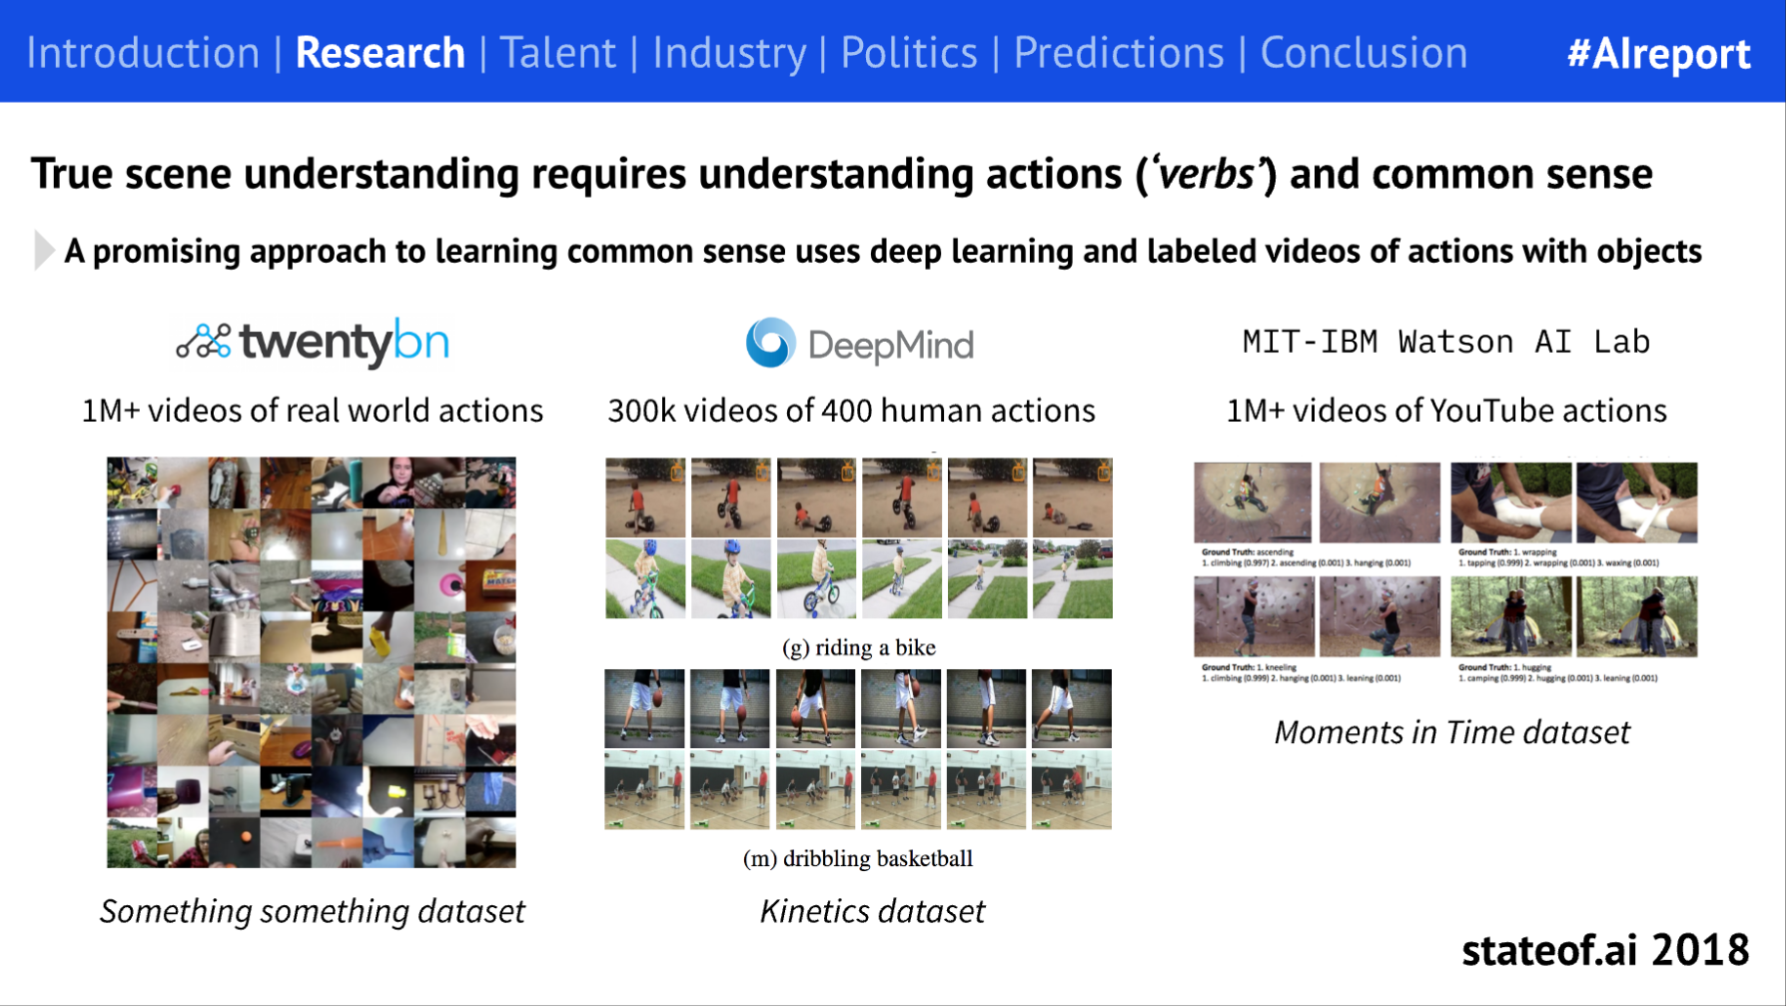 Introduction | Research | Talent | Industry | Politics | Predictions | Conclusion #AIreport
True scene understanding requires understanding actions (‘verbs’) and common sense
A promising approach to learning common sense uses deep learning and labeled videos of actions with objects
twentybn
1M+ videos of real world actions
Something something dataset
DeepMind
300k videos of 400 human actions
(g) riding a bike
(m) dribbling basketball
Kinetics dataset
MIT-IBM Watson AI Lab
1M+ videos of YouTube actions
Ground Truth: ascending
1. climbing (0.997) 2. ascending (0.001) 3. hanging (0.001)
Ground Truth: 1. wrapping
1. tapping (0.999) 2. wrapping (0.001) 3. waxing (0.001)
Ground Truth: 1. kneeling
1. climbing (0.999) 2. hanging (0.001) 3. leaning (0.001)
Ground Truth: 1. hugging
1. camping (0.999) 2. hugging (0.001) 3. leaning (0.001)
Moments in Time dataset
stateof.ai 2018